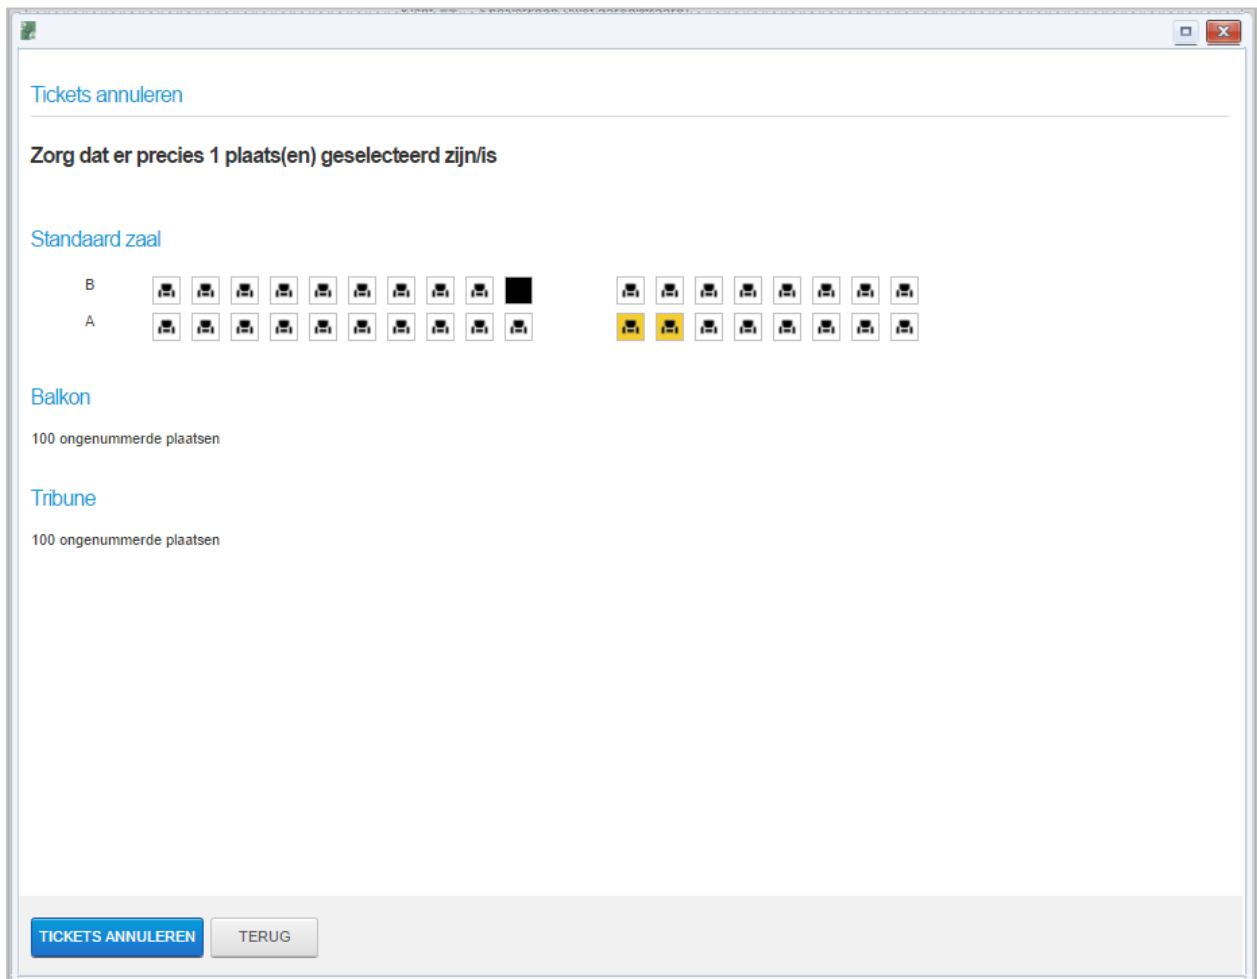 Tickets annuleren
Zorg dat er precies 1 plaats(en) geselecteerd zijn/is
Standaard zaal
B
A
Balkon
100 ongenummerde plaatsen
Tribune
100 ongenummerde plaatsen
TICKETS ANNULEREN
TERUG